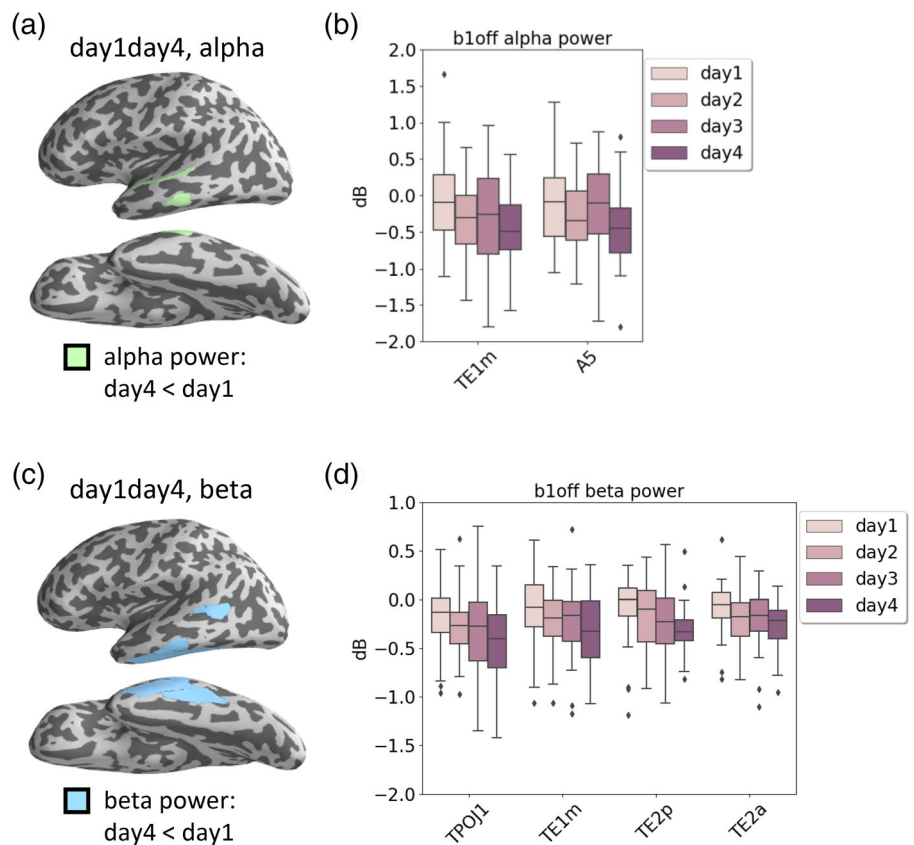 (a)
day1day4, alpha
alpha power:
day4 < day1
(b)
b1off alpha power
2.0
1.5
1.0
0.5
0.0
−0.5
−1.0
−1.5
−2.0
dB
TE1m
A5
day1
day2
day3
day4
(c)
day1day4, beta
beta power:
day4 < day1
(d)
b1off beta power
1.0
0.5
0.0
−0.5
−1.0
−1.5
−2.0
dB
TPOJ1
TE1m
TE2p
TE2a
day1
day2
day3
day4